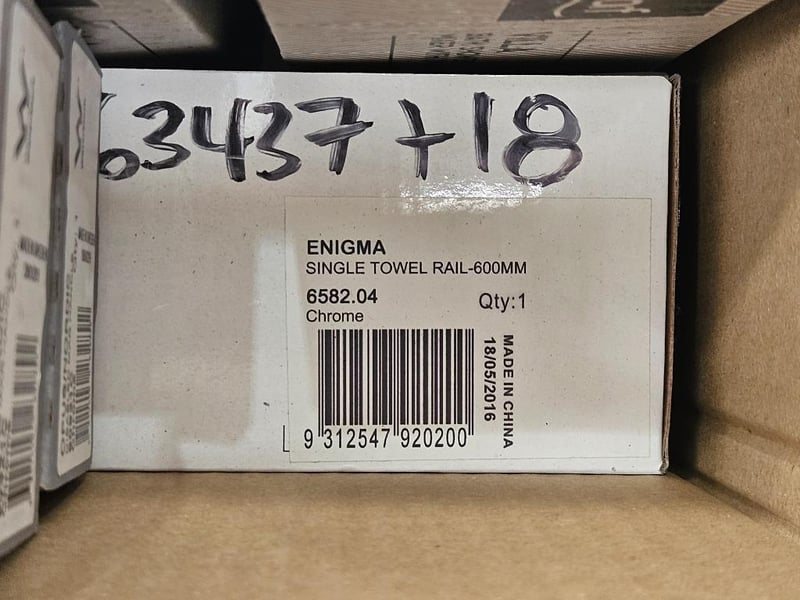 63437+18
ENIGMA
SINGLE TOWEL RAIL-600MM
6582.04
Qty:1
Chrome
MADE IN CHINA
18/05/2016
9 312547 920200